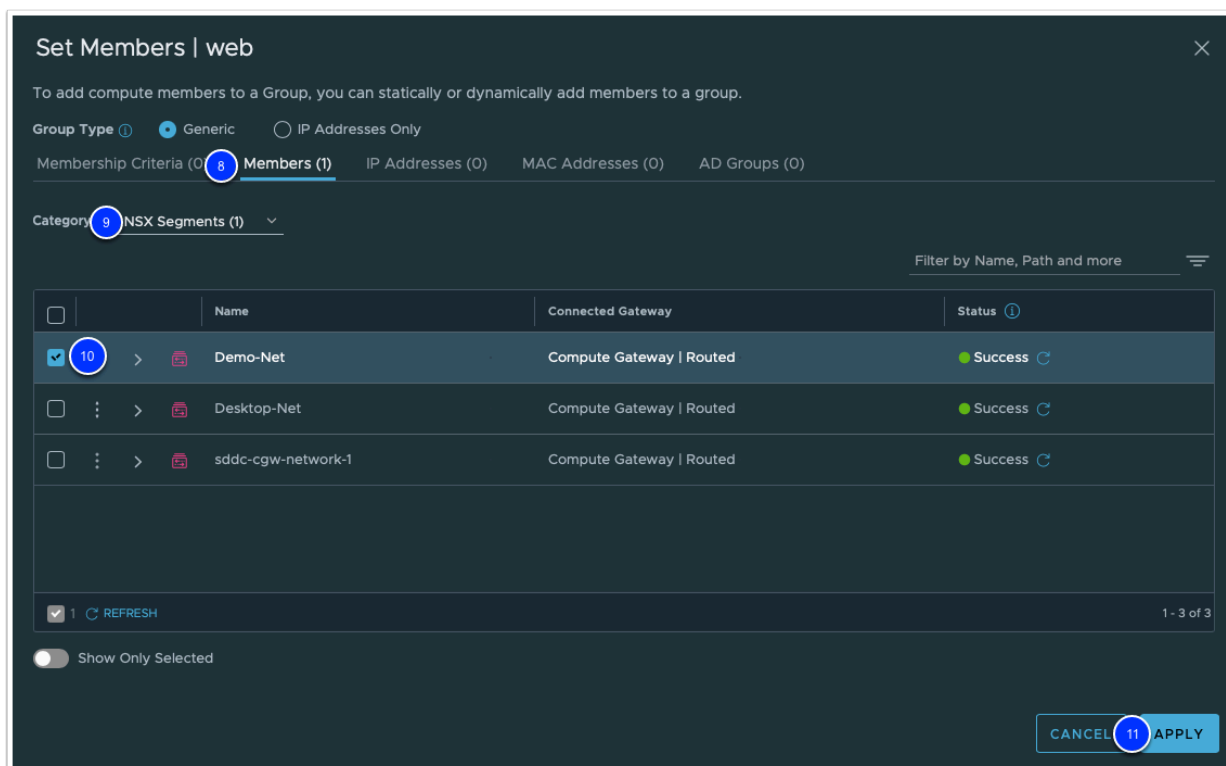 Set Members | web
To add compute members to a Group, you can statically or dynamically add members to a group.
Group Type Generic IP Addresses Only
Membership Criteria (0 8 Members (1) IP Addresses (0) MAC Addresses (0) AD Groups (0)
Category 9 NSX Segments (1)
Filter by Name, Path and more
Name Connected Gateway Status
10 Demo-Net Compute Gateway | Routed Success
Desktop-Net Compute Gateway | Routed Success
sddc-cgw-network-1 Compute Gateway | Routed Success
1 REFRESH 1 - 3 of 3
Show Only Selected
CANCEL 11 APPLY